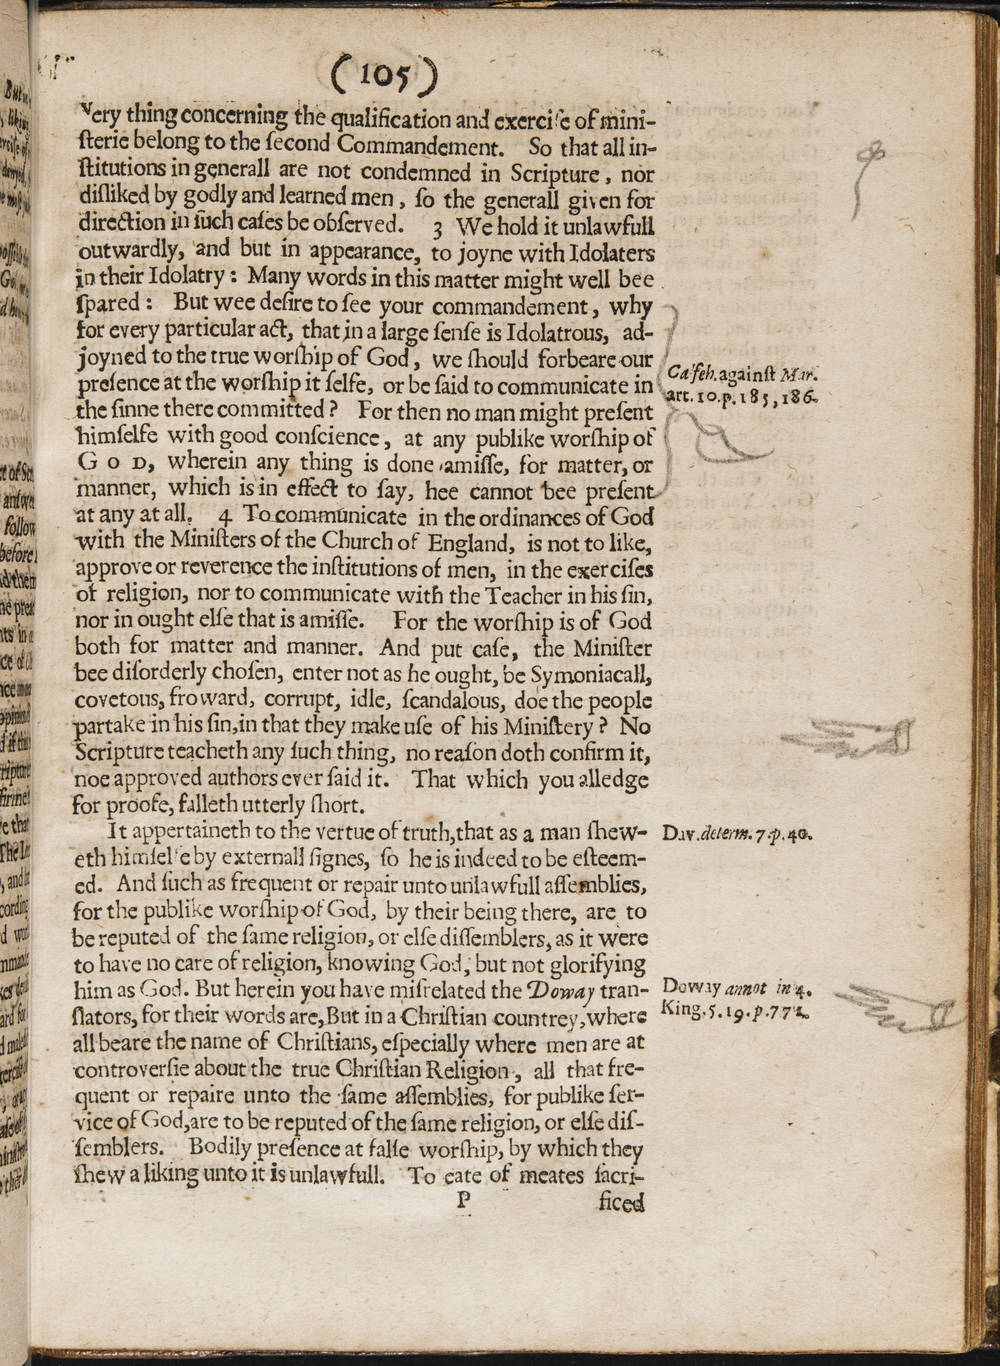 (105)
very thing concerning the qualification and exerciſe of mini-
ſterie belong to the ſecond Commandement. So that all in-
ſtitutions in generall are not condemned in Scripture, nor
diſliked by godly and learned men, ſo the generall given for
direction in ſuch caſes be obſerved. 3 We hold it unlawfull
outwardly, and but in appearance, to joyne with Idolaters
in their Idolatry: Many words in this matter might well bee
ſpared: But wee deſire to ſee your commandement, why
for every particular act, that in a large ſenſe is Idolatrous, ad-
joyned to the true worſhip of God, we ſhould forbeare our
preſence at the worſhip it ſelfe, or be ſaid to communicate in
Ca'feb. againſt Mar.
art. 10. p. 185, 186.
the ſinne there committed? For then no man might preſent
himſelfe with good conſcience, at any publike worſhip of
GOD, wherein any thing is done amiſſe, for matter, or
manner, which is in effect to ſay, hee cannot bee preſent
at any at all. 4 To communicate in the ordinances of God
with the Miniſters of the Church of England, is not to like,
approve or reverence the inſtitutions of men, in the exerciſes
of religion, nor to communicate with the Teacher in his ſin,
nor in ought elſe that is amiſſe. For the worſhip is of God
both for matter and manner. And put caſe, the Miniſter
bee diſorderly choſen, enter not as he ought, be Symoniacall,
covetous, froward, corrupt, idle, ſcandalous, doe the people
partake in his ſin, in that they make uſe of his Miniſtery? No
Scripture teacheth any ſuch thing, no reaſon doth confirm it,
noe approved authors ever ſaid it. That which you alledge
for proofe, falleth utterly ſhort.
It appertaineth to the vertue of truth, that as a man ſhew-
Dav. determ. 7. p. 40.
eth himſelfe by externall ſignes, ſo he is indeed to be eſteem-
ed. And ſuch as frequent or repair unto unlawfull aſſemblies,
for the publike worſhip of God, by their being there, are to
be reputed of the ſame religion, or elſe diſſemblers, as it were
to have no care of religion, knowing God, but not glorifying
him as God. But herein you have miſrelated the Doway tran-
Doway annot in 4.
King. 5. 19. p. 772.
ſlators, for their words are, But in a Chriſtian countrey, where
all beare the name of Chriſtians, eſpecially where men are at
controverſie about the true Chriſtian Religion, all that fre-
quent or repaire unto the ſame aſſemblies, for publike ſer-
vice of God, are to be reputed of the ſame religion, or elſe diſ-
ſemblers. Bodily preſence at falſe worſhip, by which they
ſhew a liking unto it is unlawfull. To eate of meates ſacri-
P ficed